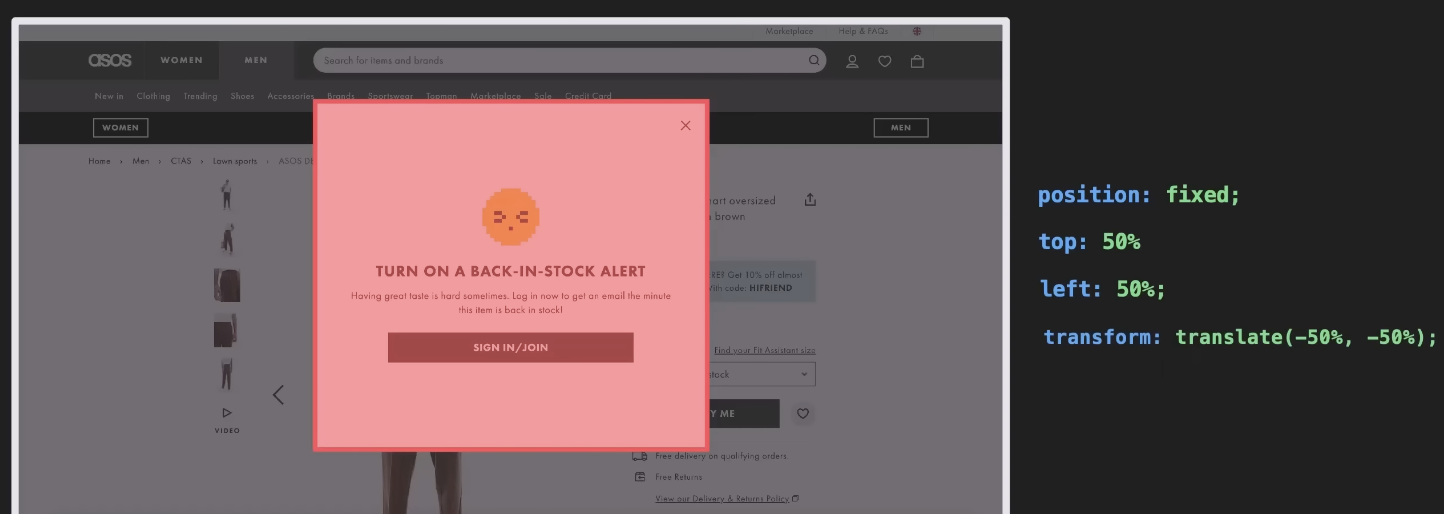 Marketplace Help & FAQs
asos WOMEN MEN Search for items and brands
New in Clothing Trending Shoes Accessories Brands Sportswear Topman Marketplace Sale Credit Card
WOMEN MEN
Home › Men › CTAS › Lawn sports › ASOS DE
oversized
brown
TURN ON A BACK-IN-STOCK ALERT
Having great taste is hard sometimes. Log in now to get an email the minute
this item is back in stock!
SIGN IN/JOIN
Get 10% off almost
with code: HIFRIEND
Find your Fit Assistant size
ME
VIDEO
Free delivery on qualifying orders
Free Returns
View our Delivery & Returns Policy
position: fixed;
top: 50%
left: 50%;
transform: translate(-50%, -50%);